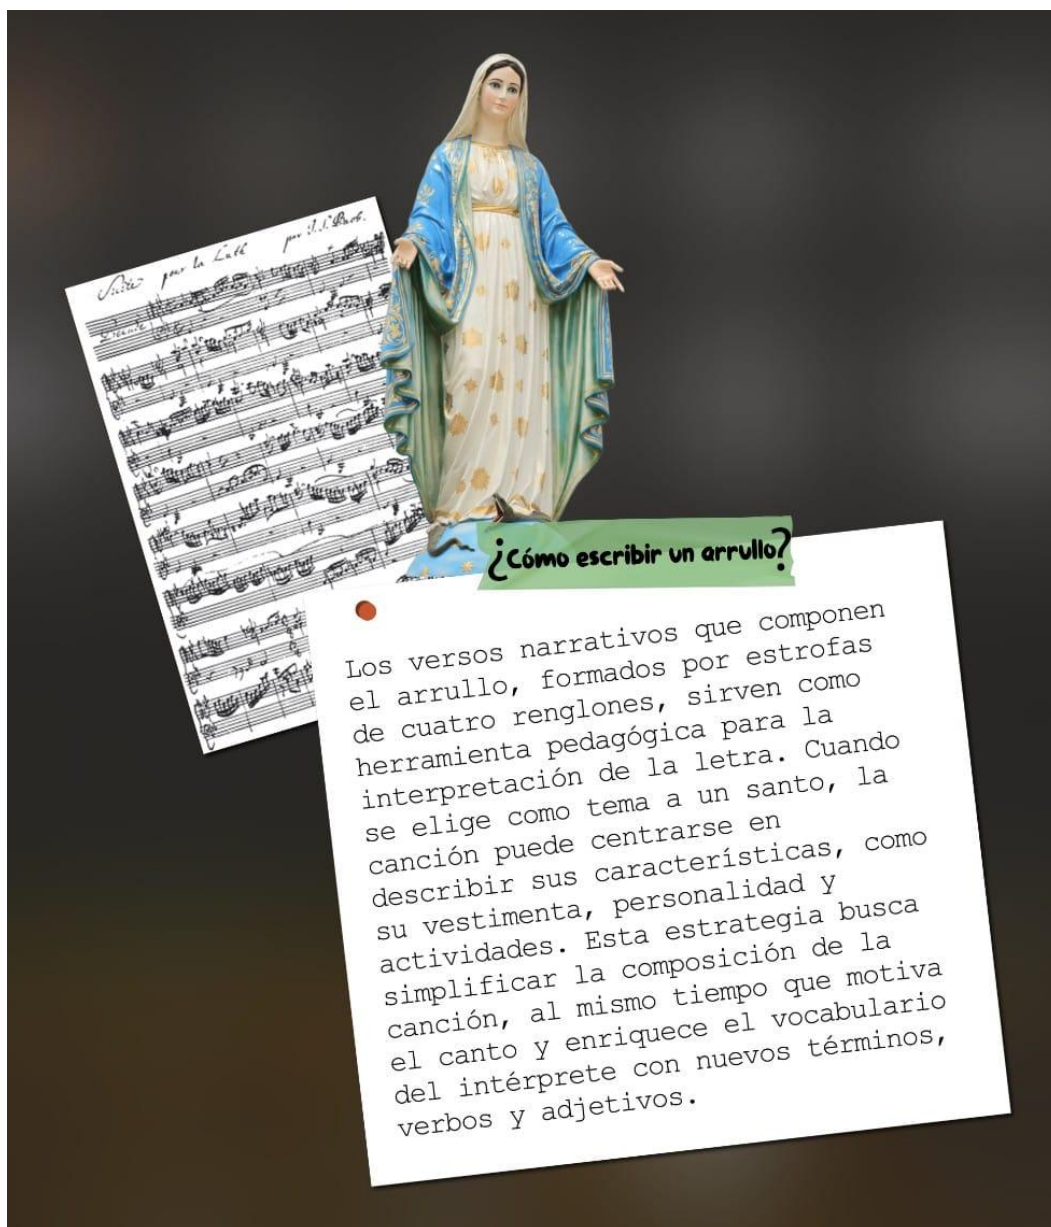 Suite pour la Luth par J. S. Bach.
¿Cómo escribir un arrullo?
Los versos narrativos que componen
el arrullo, formados por estrofas
de cuatro renglones, sirven como
herramienta pedagógica para la
interpretación de la letra. Cuando
se elige como tema a un santo, la
canción puede centrarse en
describir sus características, como
su vestimenta, personalidad y
actividades. Esta estrategia busca
simplificar la composición de la
canción, al mismo tiempo que motiva
el canto y enriquece el vocabulario
del intérprete con nuevos términos,
verbos y adjetivos.